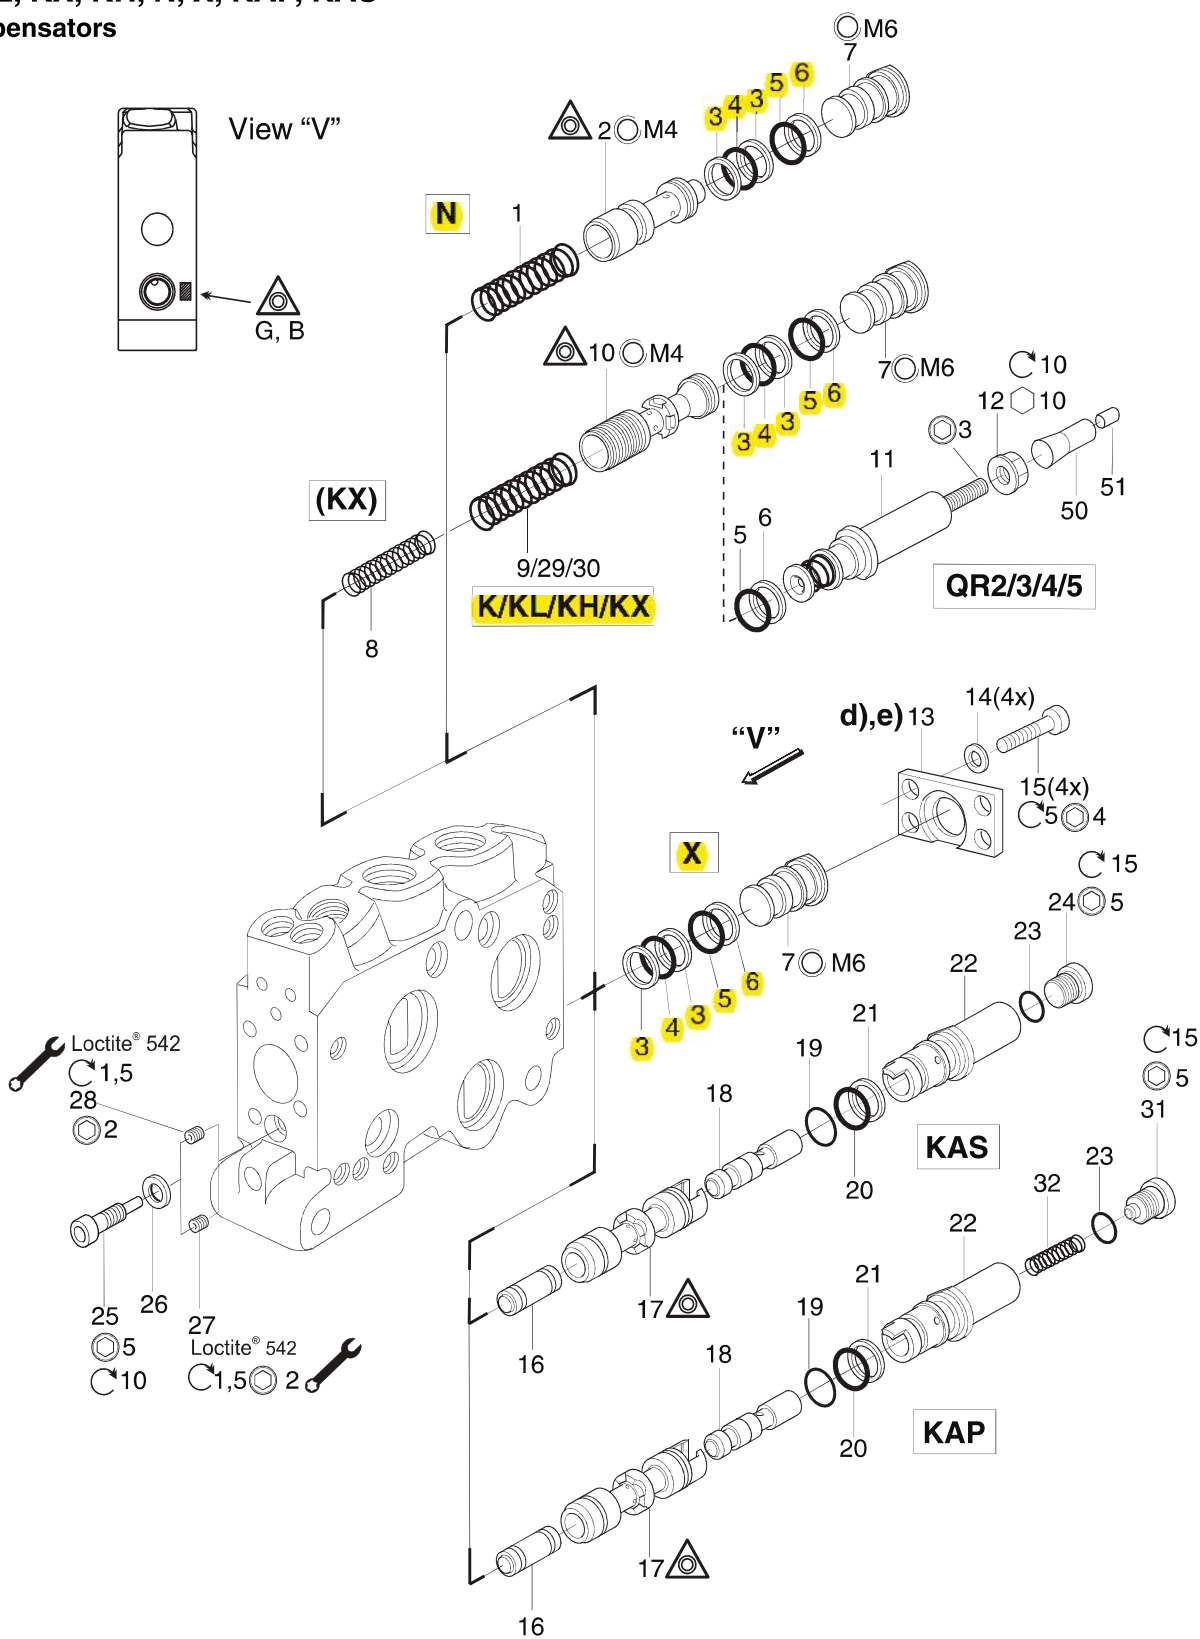 pensators
View “V”
G, B
M6
7
6
5
3
4
3
2 M4
N
1
10 M4
7 M6
6
5
3
4
3
10
12 10
3
11
51
50
6
5
QR2/3/4/5
(KX)
9/29/30
K/KL/KH/KX
8
14(4x)
d),e) 13
“V”
15(4x)
5 4
X
15
24 5
23
22
7 M6
6
5
3
4
3
21
19
18
15
5
31
Loctite® 542
1,5
28
2
KAS
20
23
32
22
21
19
18
17
16
25
5
10
26
27
Loctite® 542
1,5 2
KAP
20
17
16